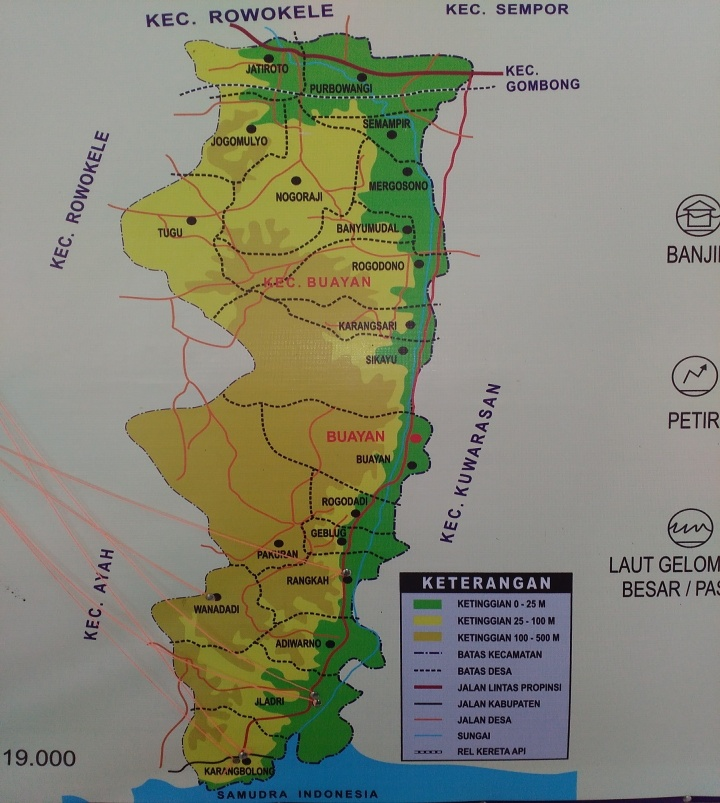 KEC. ROWOKELE
KEC. SEMPOR
JATIROTO
KEC.
GOMBONG
PURBOWANGI
SEMAMPIR
JOGOMULYO
KEC. ROWOKELE
MERGOSONO
NOGORAJI
TUGU
BANYUMUDAL
BANJI
ROGODONO
KEC. BUAYAN
KARANGSARI
SIKAYU
PETIR
KEC. KUWARASAN
BUAYAN
BUAYAN
ROGODADI
GEBLUG
PAKURAN
LAUT GELOM
BESAR / PAS
RANGKAH
KEC. AYAH
WANADADI
ADIWARNO
JLADRI
19.000
KARANGBOLONG
SAMUDRA INDONESIA
KETERANGAN
KETINGGIAN 0 - 25 M
KETINGGIAN 25 - 100 M
KETINGGIAN 100 - 500 M
BATAS KECAMATAN
BATAS DESA
JALAN LINTAS PROPINSI
JALAN KABUPATEN
JALAN DESA
SUNGAI
REL KERETA API